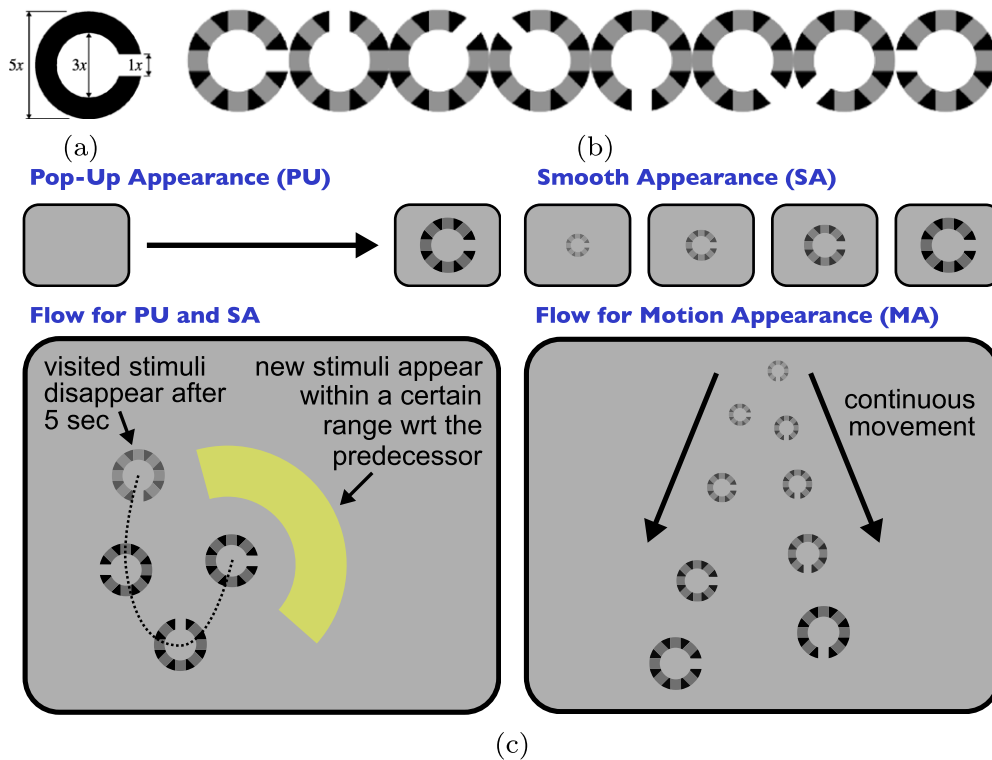 5x
3x
1x
(a)
(b)
Pop-Up Appearance (PU)
Smooth Appearance (SA)
Flow for PU and SA
Flow for Motion Appearance (MA)
visited stimuli
disappear after
5 sec
new stimuli appear
within a certain
range wrt the
predecessor
continuous
movement
(c)